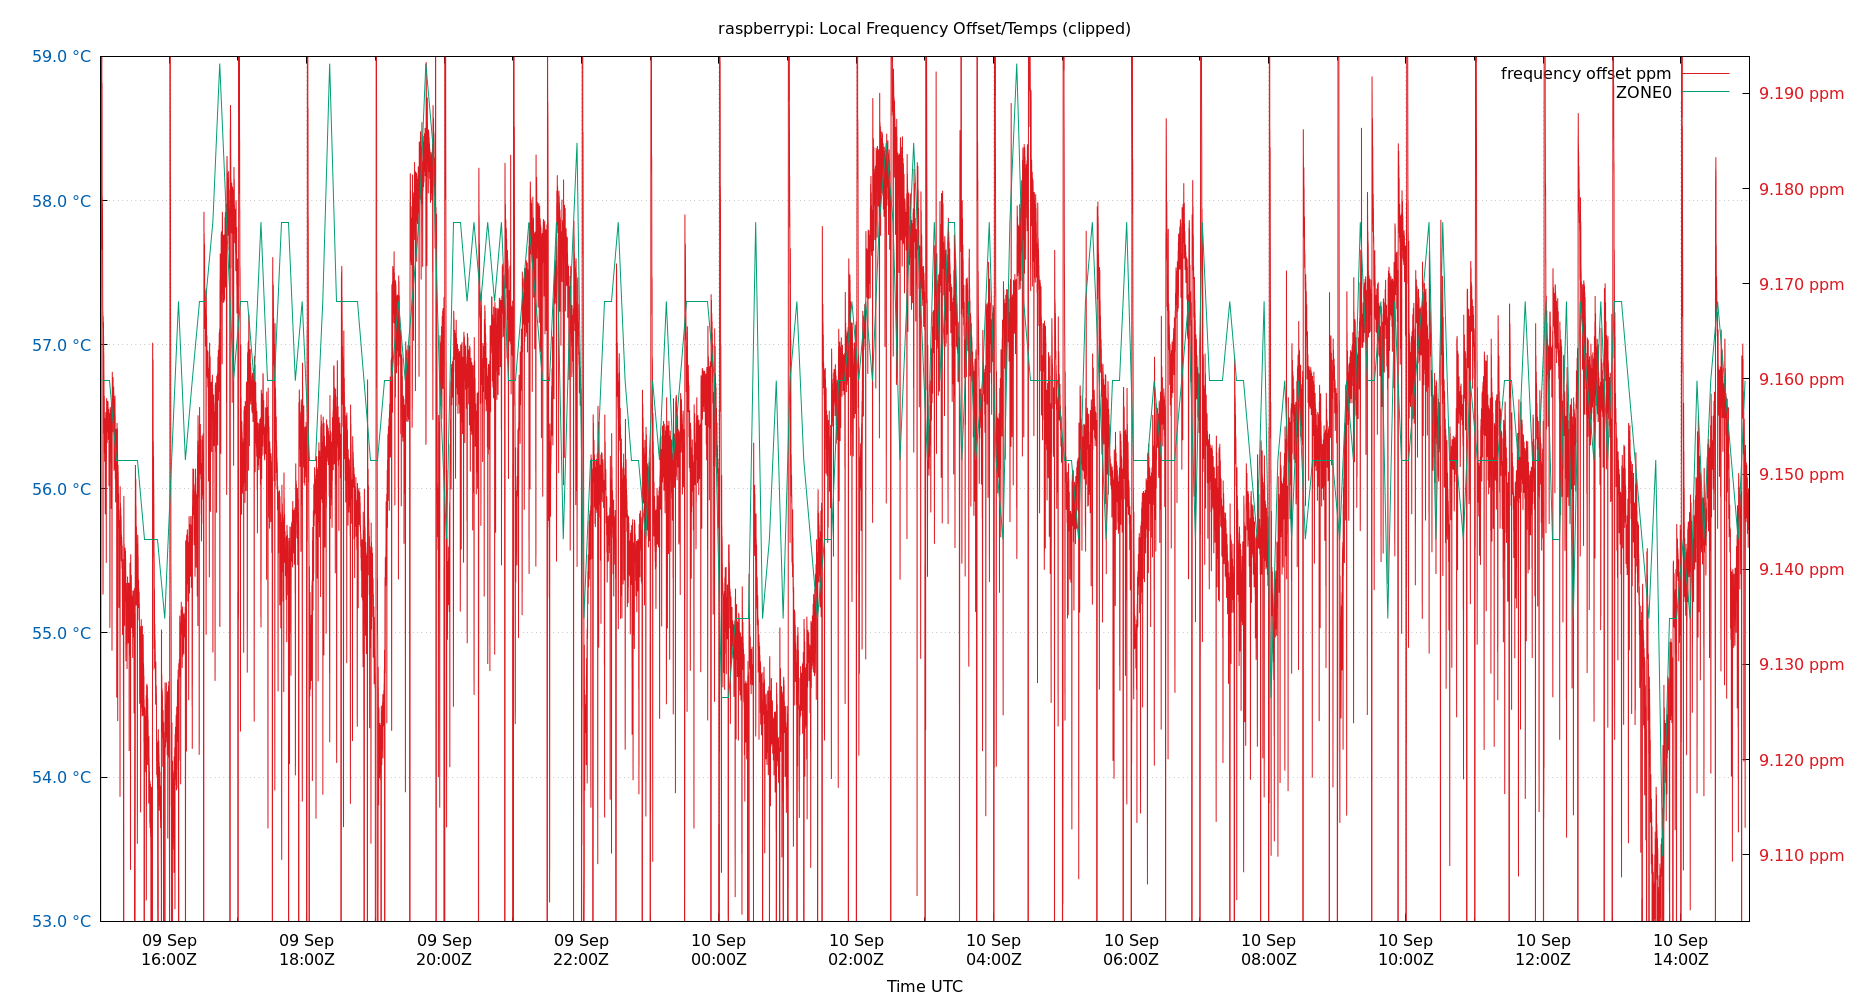 raspberrypi: Local Frequency Offset/Temps (clipped)
59.0 °C
58.0 °C
57.0 °C
56.0 °C
55.0 °C
54.0 °C
53.0 °C
frequency offset ppm
ZONE0
9.190 ppm
9.180 ppm
9.170 ppm
9.160 ppm
9.150 ppm
9.140 ppm
9.130 ppm
9.120 ppm
9.110 ppm
09 Sep
16:00Z
09 Sep
18:00Z
09 Sep
20:00Z
09 Sep
22:00Z
10 Sep
00:00Z
10 Sep
02:00Z
10 Sep
04:00Z
10 Sep
06:00Z
10 Sep
08:00Z
10 Sep
10:00Z
10 Sep
12:00Z
10 Sep
14:00Z
Time UTC